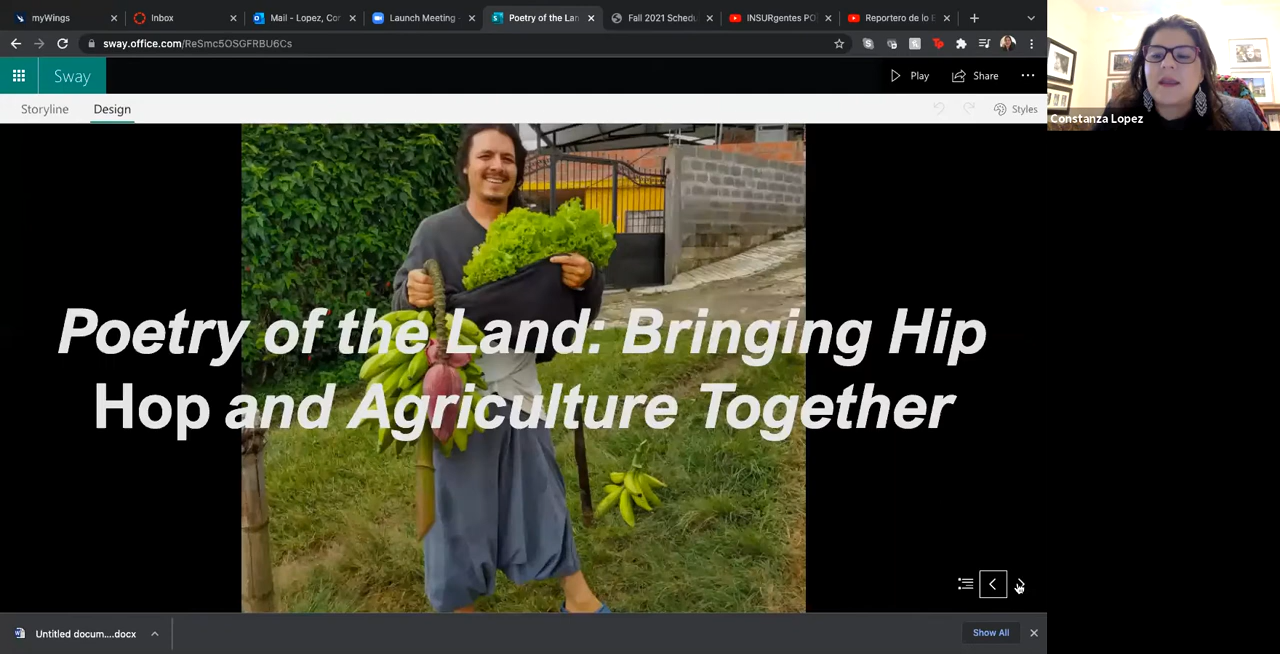 myWings
Inbox
Mail - Lopez, Cor
Launch Meeting -
Poetry of the Lan
Fall 2021 Schedu
INSURgentes PO
Reportero de lo E
sway.office.com/ReSmc5OSGFRBU6Cs
Sway
Play
Share
Storyline
Design
Styles
Constanza Lopez
Poetry of the Land: Bringing Hip
Hop and Agriculture Together
Untitled docum....docx
Show All